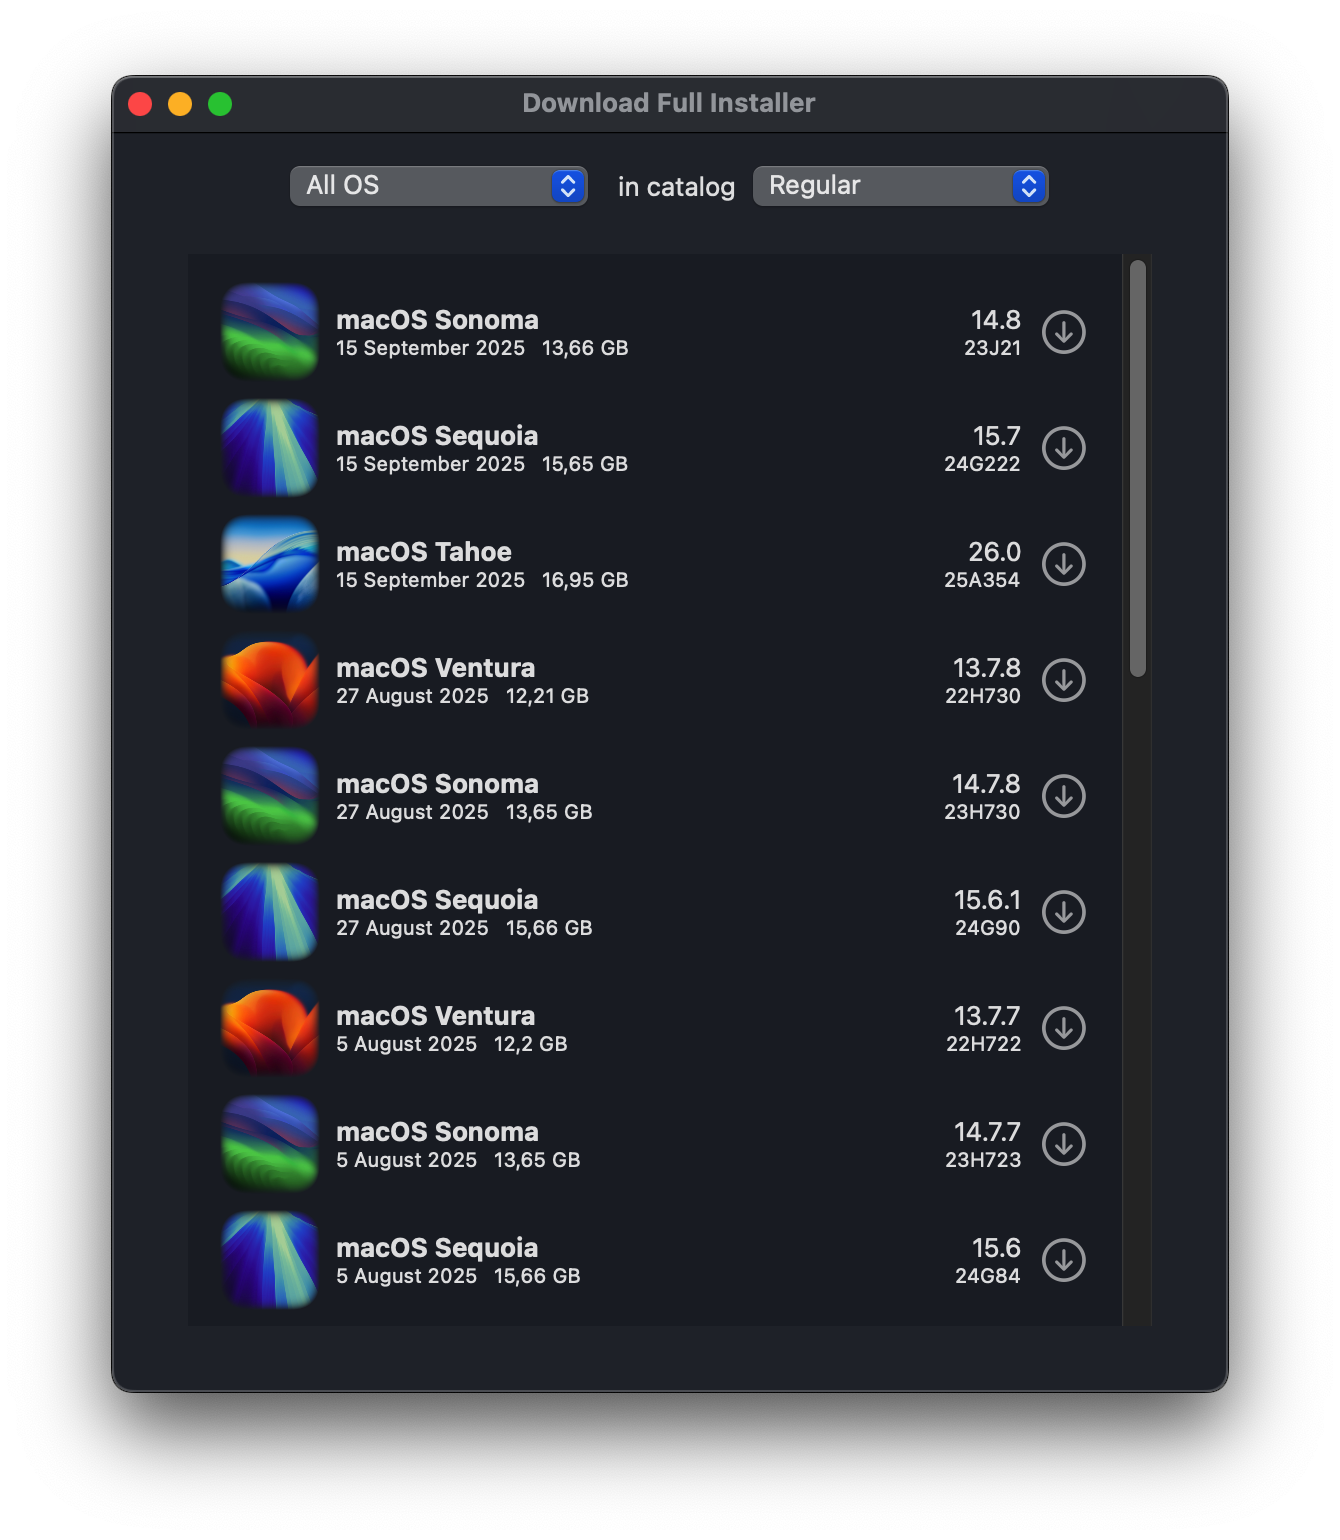 Download Full Installer
All OS in catalog Regular
macOS Sonoma 14.8
15 September 2025 13,66 GB 23J21
macOS Sequoia 15.7
15 September 2025 15,65 GB 24G222
macOS Tahoe 26.0
15 September 2025 16,95 GB 25A354
macOS Ventura 13.7.8
27 August 2025 12,21 GB 22H730
macOS Sonoma 14.7.8
27 August 2025 13,65 GB 23H730
macOS Sequoia 15.6.1
27 August 2025 15,66 GB 24G90
macOS Ventura 13.7.7
5 August 2025 12,2 GB 22H722
macOS Sonoma 14.7.7
5 August 2025 13,65 GB 23H723
macOS Sequoia 15.6
5 August 2025 15,66 GB 24G84